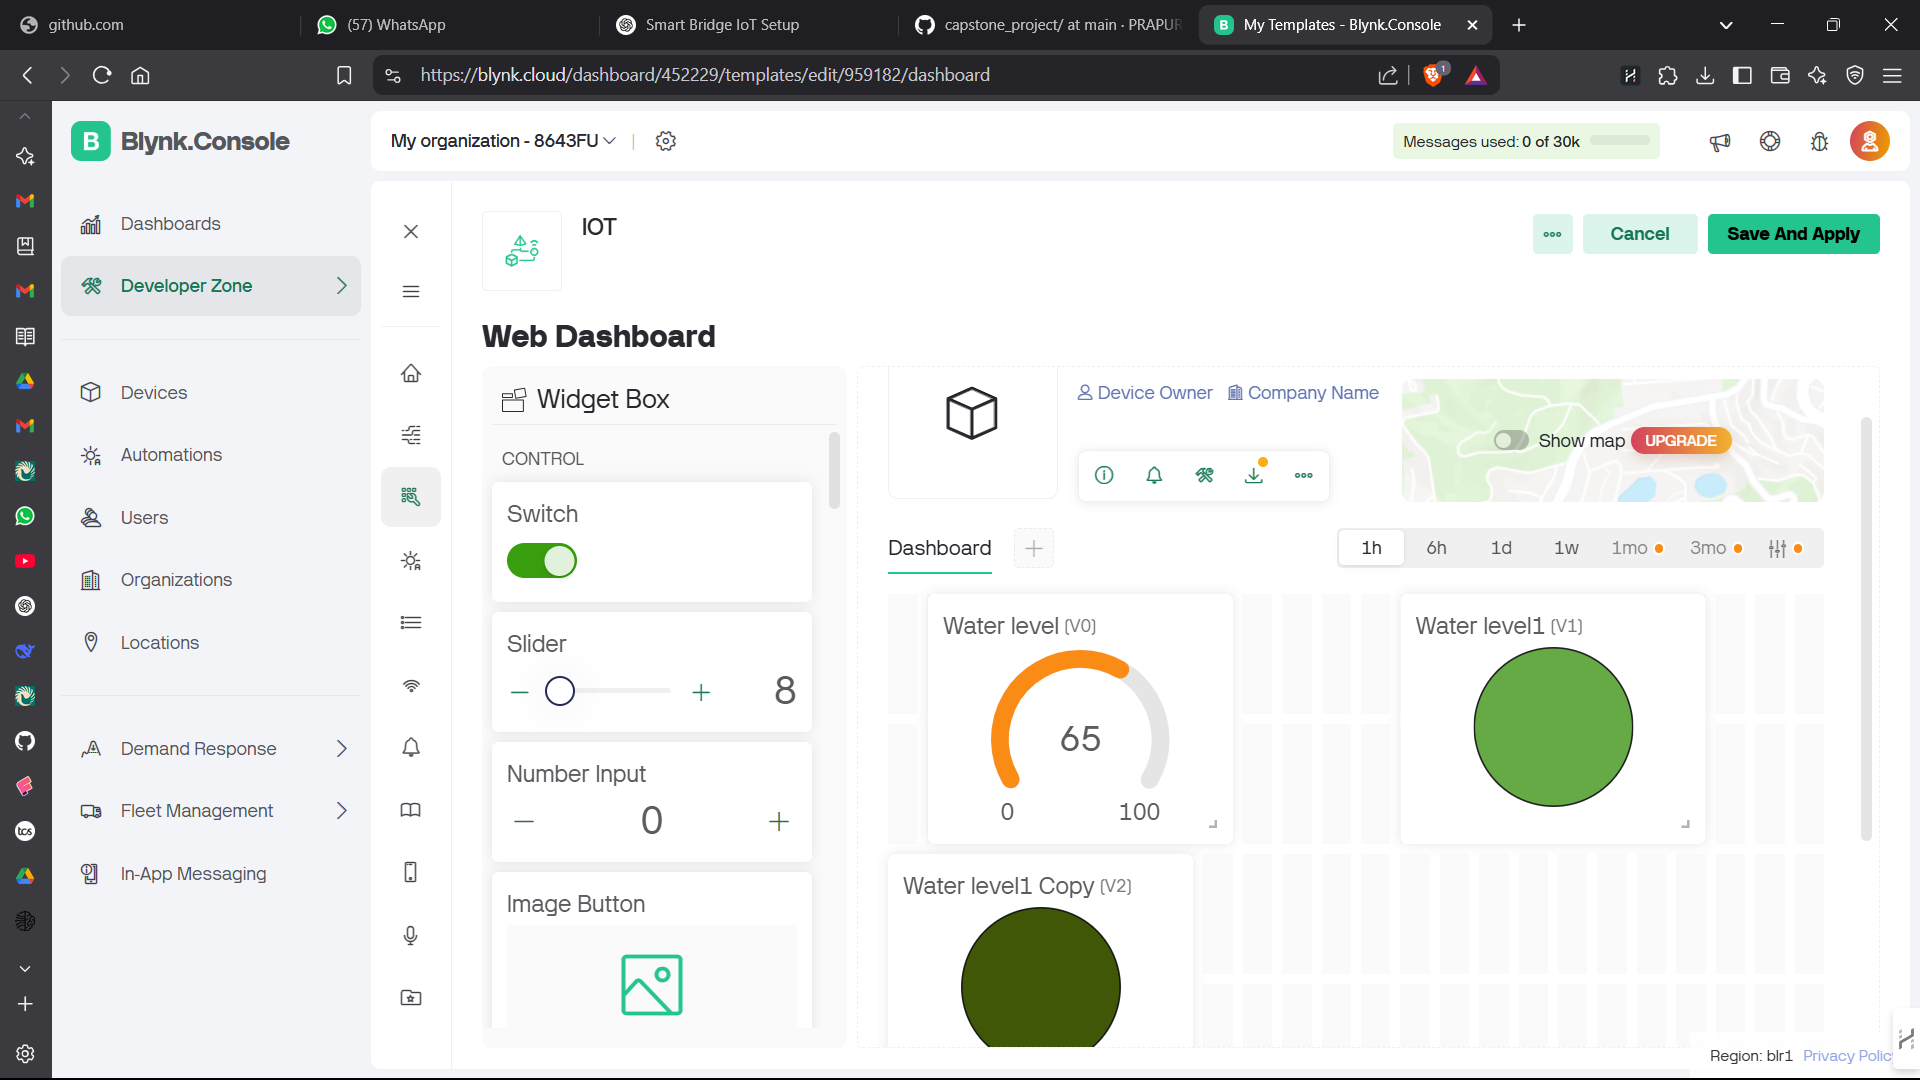 github.com
(57) WhatsApp
Smart Bridge IoT Setup
capstone_project/ at main · PRAPUR
My Templates - Blynk.Console
https://blynk.cloud/dashboard/452229/templates/edit/959182/dashboard
1
B Blynk.Console
My organization - 8643FU
Messages used: 0 of 30k
Dashboards
Developer Zone
Devices
Automations
Users
Organizations
Locations
Demand Response
Fleet Management
In-App Messaging
IOT
Cancel
Save And Apply
Web Dashboard
Widget Box
CONTROL
Switch
Slider
8
Number Input
0
Image Button
Device Owner
Company Name
Show map
UPGRADE
Dashboard
1h
6h
1d
1w
1mo
3mo
Water level (V0)
65
0
100
Water level1 (V1)
Water level1 Copy (V2)
Region: blr1
Privacy Polic